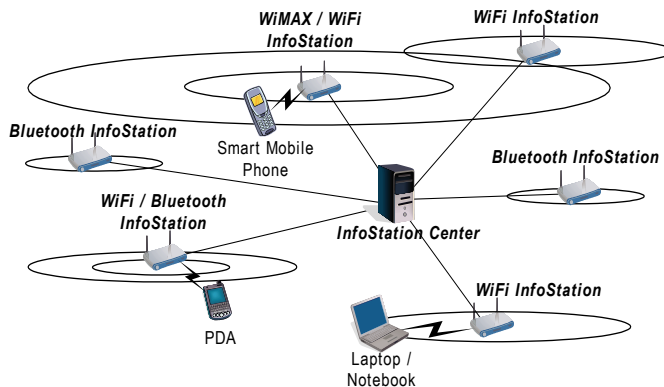 WiMAX / WiFi
InfoStation
WiFi InfoStation
Smart Mobile
Phone
Bluetooth InfoStation
Bluetooth InfoStation
WiFi / Bluetooth
InfoStation
InfoStation Center
PDA
WiFi InfoStation
Laptop /
Notebook